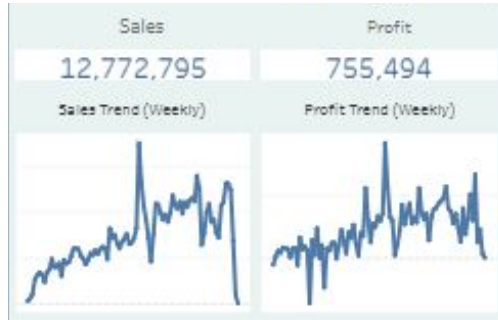 Sales
Profit
12,772,795
755,494
Sales Trend (Weekly)
Profit Trend (Weekly)